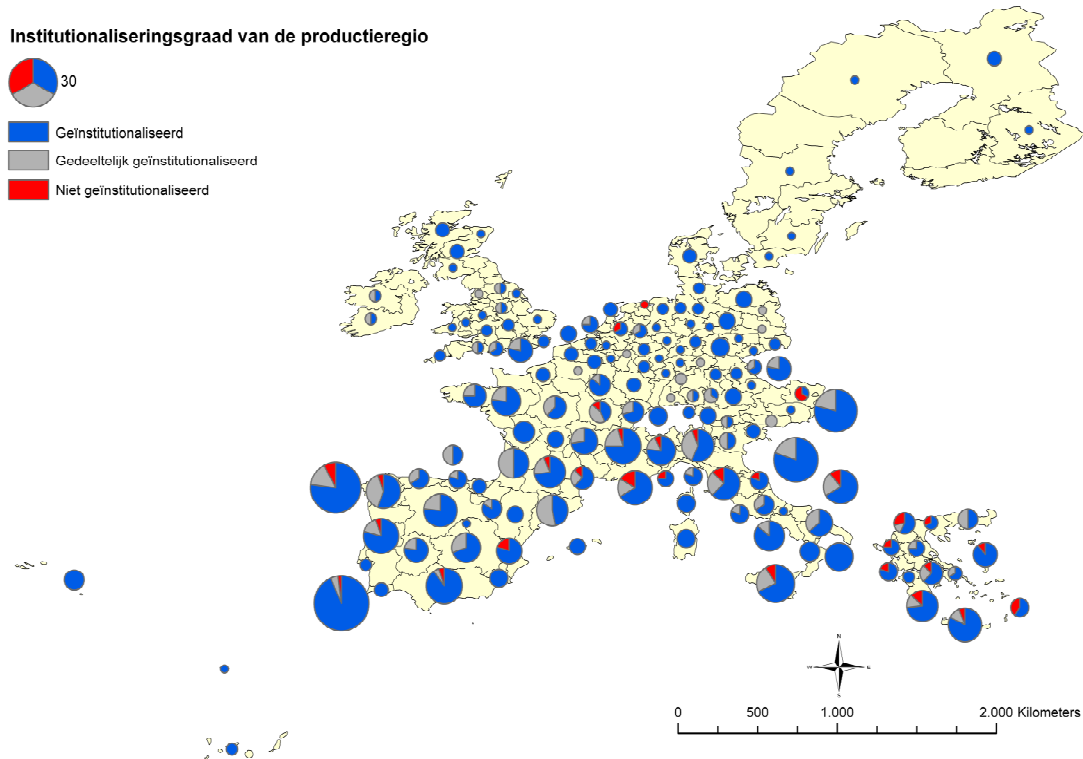 Institutionaliseringsgraad van de productieregio
30
Geïnstitutionaliseerd
Gedeeltelijk geïnstitutionaliseerd
Niet geïnstitutionaliseerd
N
W E
S
0 500 1.000 2.000 Kilometers